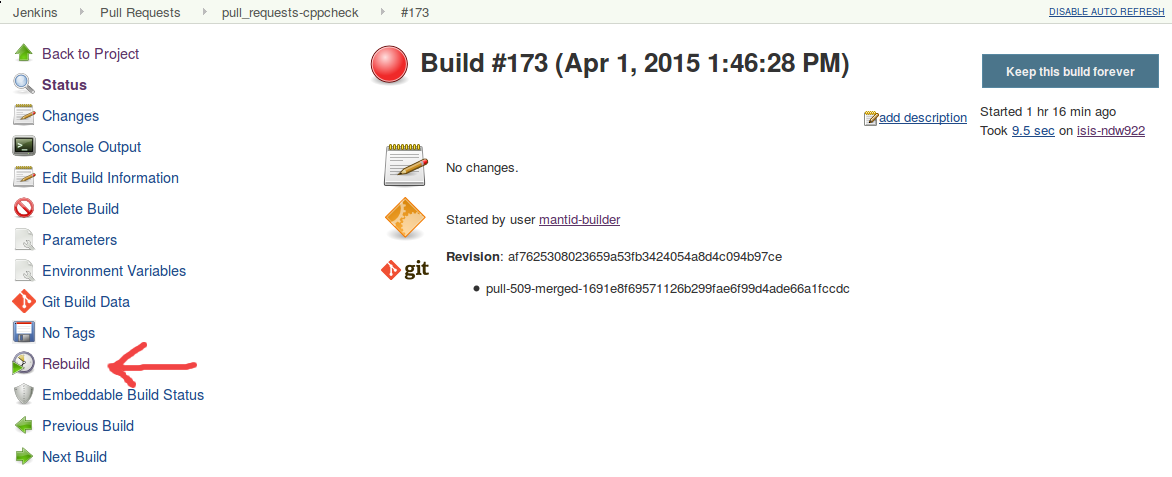 Jenkins Pull Requests pull_requests-cppcheck #173 DISABLE AUTO REFRESH
Back to Project
Status
Changes
Console Output
Edit Build Information
Delete Build
Parameters
Environment Variables
Git Build Data
No Tags
Rebuild
Embeddable Build Status
Previous Build
Next Build
Build #173 (Apr 1, 2015 1:46:28 PM)
Keep this build forever
add description
Started 1 hr 16 min ago
Took 9.5 sec on isis-ndw922
No changes.
Started by user mantid-builder
git
Revision: af7625308023659a53fb3424054a8d4c094b97ce
pull-509-merged-1691e8f69571126b299fae6f99d4ade66a1fccdc